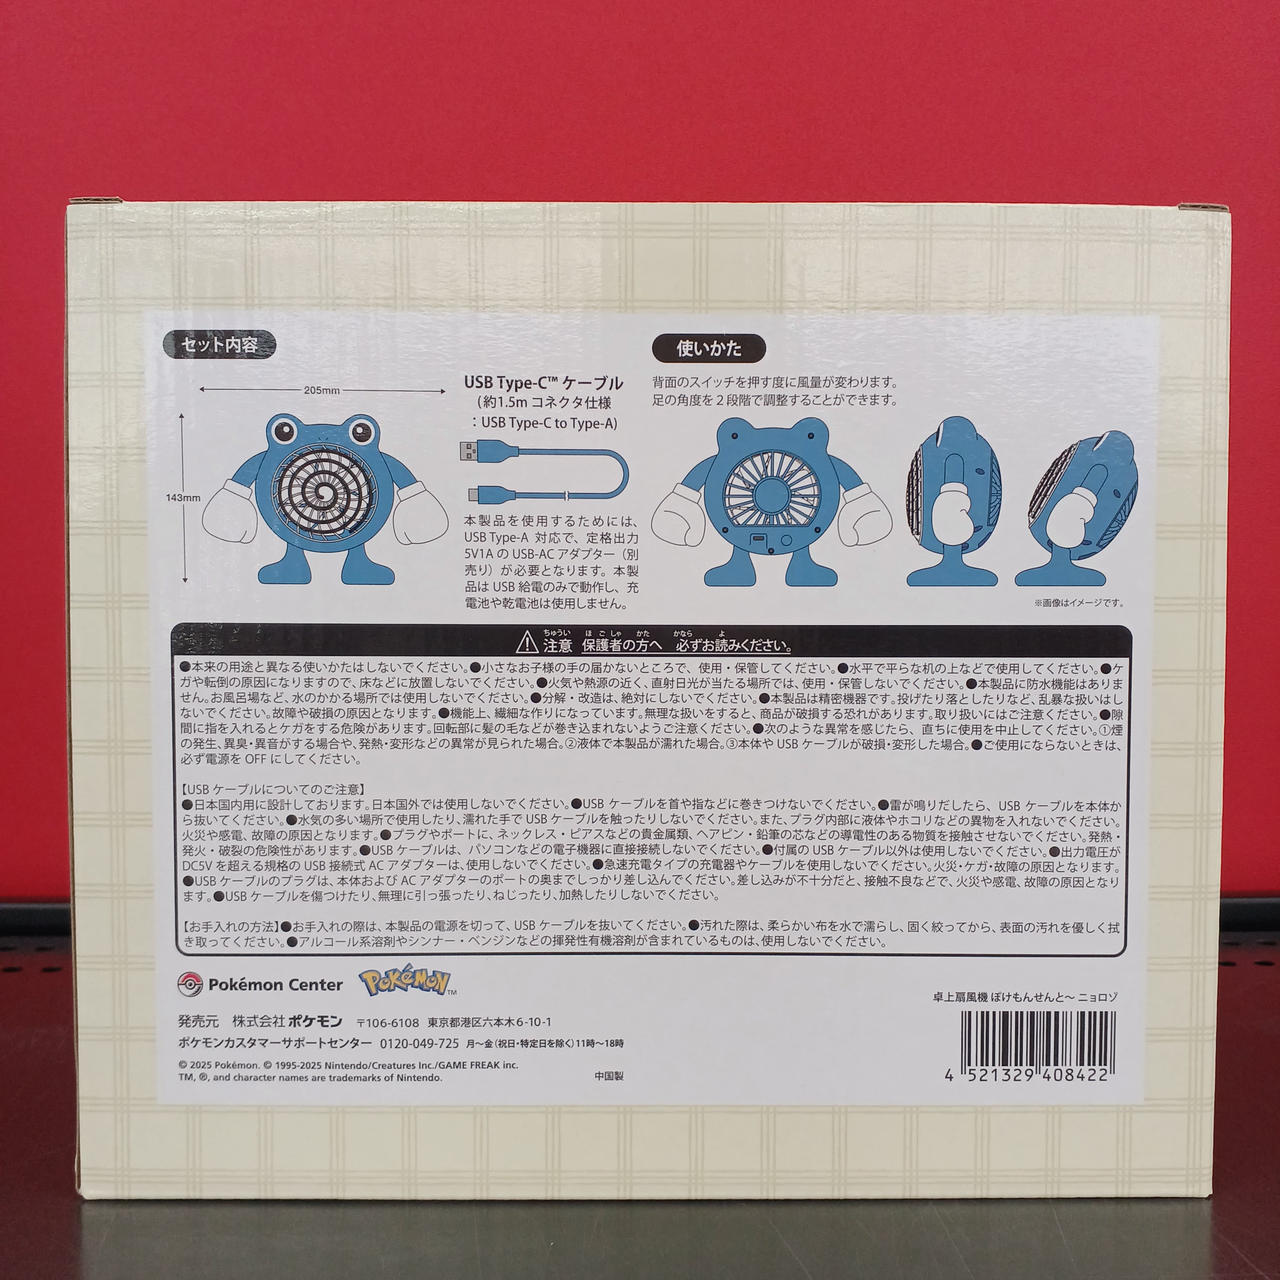 セット内容
205mm
143mm
USB Type-C™ ケーブル
(約1.5m コネクタ仕様
：USB Type-C to Type-A)
本製品を使用するためには、
USB Type-A 対応で、定格出力
5V1A の USB-AC アダプター（別
売り）が必要となります。本製
品は USB 給電のみで動作し、充
電池や乾電池は使用しません。
使いかた
背面のスイッチを押す度に風量が変わります。
足の角度を２段階で調整することができます。
※画像はイメージです。
ちゅうい ほごしゃ かた かなら よ
注意 保護者の方へ 必ずお読みください。
●本来の用途と異なる使いかたはしないでください。●小さなお子様の手の届かないところで、使用・保管してください。●水平で平らな机の上などで使用してください。●ケ
ガや転倒の原因になりますので、床などに放置しないでください。●火気や熱源の近く、直射日光が当たる場所では、使用・保管しないでください。●本製品に防水機能はありま
せん。お風呂場など、水のかかる場所では使用しないでください。●分解・改造は、絶対にしないでください。●本製品は精密機器です。投げたり落としたりなど、乱暴な扱いはし
ないでください。故障や破損の原因となります。●機能上、繊細な作りになっています。無理な扱いをすると、商品が破損する恐れがあります。取り扱いにはご注意ください。●隙
間に指を入れるとケガをする危険があります。回転部に髪の毛などが巻き込まれないようご注意ください。●次のような異常を感じたら、直ちに使用を中止してください。①煙
の発生、異臭・異音がする場合や、発熱・変形などの異常が見られた場合。②液体で本製品が濡れた場合。③本体や USB ケーブルが破損・変形した場合。●ご使用にならないときは、
必ず電源を OFF にしてください。
【USB ケーブルについてのご注意】
●日本国内用に設計しております。日本国外では使用しないでください。●USB ケーブルを首や指などに巻きつけないでください。●雷が鳴りだしたら、USB ケーブルを本体か
ら抜いてください。●水気の多い場所で使用したり、濡れた手で USB ケーブルを触ったりしないでください。また、プラグ内部に液体やホコリなどの異物を入れないでください。
火災や感電、故障の原因となります。●プラグやポートに、ネックレス・ピアスなどの貴金属類、ヘアピン・鉛筆の芯などの導電性のある物質を接触させないでください。発熱・
発火・破裂の危険性があります。●USB ケーブルは、パソコンなどの電子機器に直接接続しないでください。●付属の USB ケーブル以外は使用しないでください。●出力電圧が
DC5V を超える規格の USB 接続式 AC アダプターは、使用しないでください。●急速充電タイプの充電器やケーブルを使用しないでください。火災・ケガ・故障の原因となります。
●USB ケーブルのプラグは、本体および AC アダプターのポートの奥までしっかり差し込んでください。差し込みが不十分だと、接触不良などで、火災や感電、故障の原因となり
ます。●USB ケーブルを傷つけたり、無理に引っ張ったり、ねじったり、加熱したりしないでください。
【お手入れの方法】●お手入れの際は、本製品の電源を切って、USB ケーブルを抜いてください。●汚れた際は、柔らかい布を水で濡らし、固く絞ってから、表面の汚れを優しく拭
き取ってください。●アルコール系溶剤やシンナー・ベンジンなどの揮発性有機溶剤が含まれているものは、使用しないでください。
Pokémon Center POKéMON TM
発売元 株式会社 ポケモン 〒106-6108 東京都港区六本木6-10-1
ポケモンカスタマーサポートセンター 0120-049-725 月～金（祝日・特定日を除く）11時～18時
© 2025 Pokémon. © 1995-2025 Nintendo/Creatures Inc./GAME FREAK inc.
TM, ®, and character names are trademarks of Nintendo.
中国製
卓上扇風機 ぽけもんせんと〜 ニョロゾ
4 521329 408422